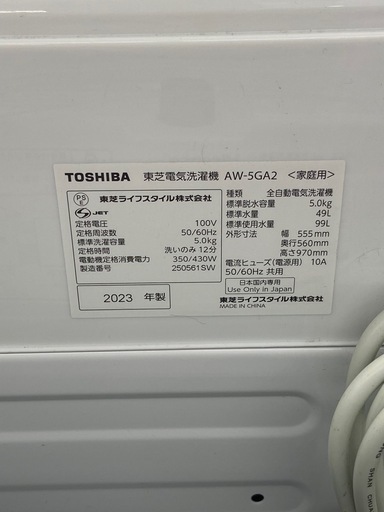 TOSHIBA 東芝電気洗濯機 AW-5GA2 <家庭用>
PS
E
JET
東芝ライフスタイル株式会社
定格電圧 100V
定格周波数 50/60Hz
標準洗濯容量 5.0kg
定格時間 洗いのみ 12分
電動機定格消費電力 350/430W
製造番号 250561SW
2023 年製
種類 全自動電気洗濯機
標準脱水容量 5.0kg
標準水量 49L
標準使用水量 99L
外形寸法 幅 555mm
奥行560mm
高さ970mm
電流ヒューズ(電源用) 10A
50/60Hz 共用
日本国内専用
Use Only in Japan
東芝ライフスタイル株式会社
MADE IN CHINA